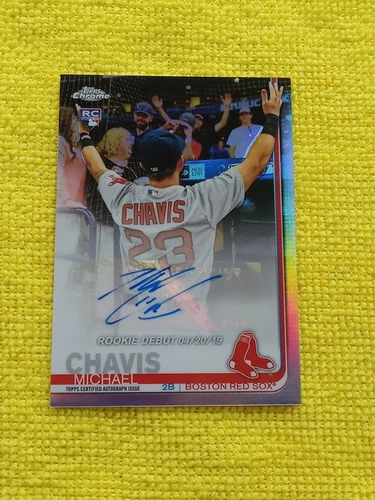 Topps
Chrome
RC
CHAVIS
23
CERTIFIED
ROOKIE DEBUT 04/20/19
CHAVIS
MICHAEL
TOPPS CERTIFIED AUTOGRAPH ISSUE
2B | BOSTON RED SOX®